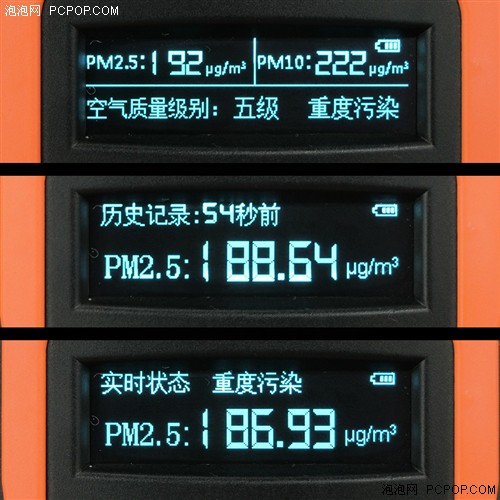 泡泡网 PCPOP.COM
PM2.5:192 μg/m³ PM10:222 μg/m³
空气质量级别: 五级 重度污染
历史记录:54秒前
PM2.5:188.64 μg/m³
实时状态 重度污染
PM2.5:186.93 μg/m³
泡泡网 PCPOP.COM